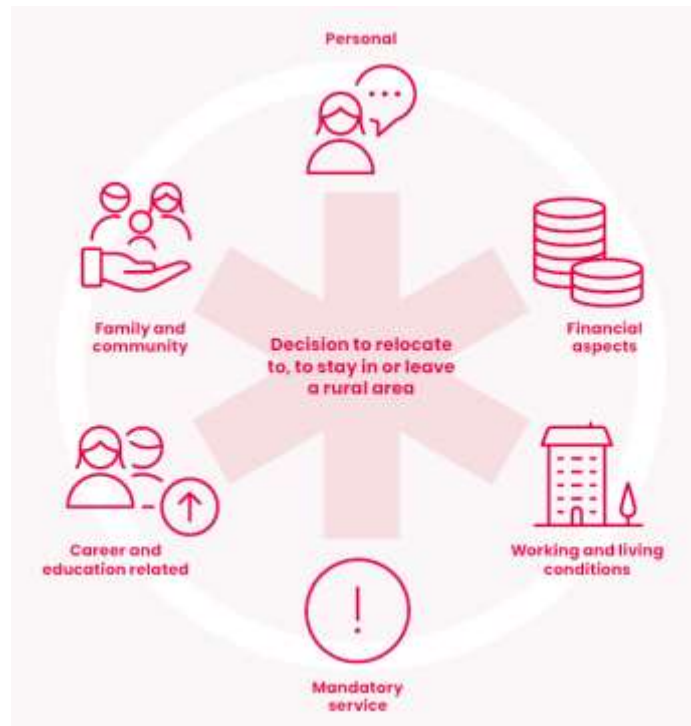 Personal
Family and
community
Financial
aspects
Decision to relocate
to, to stay in or leave
a rural area
Career and
education related
Working and living
conditions
Mandatory
service